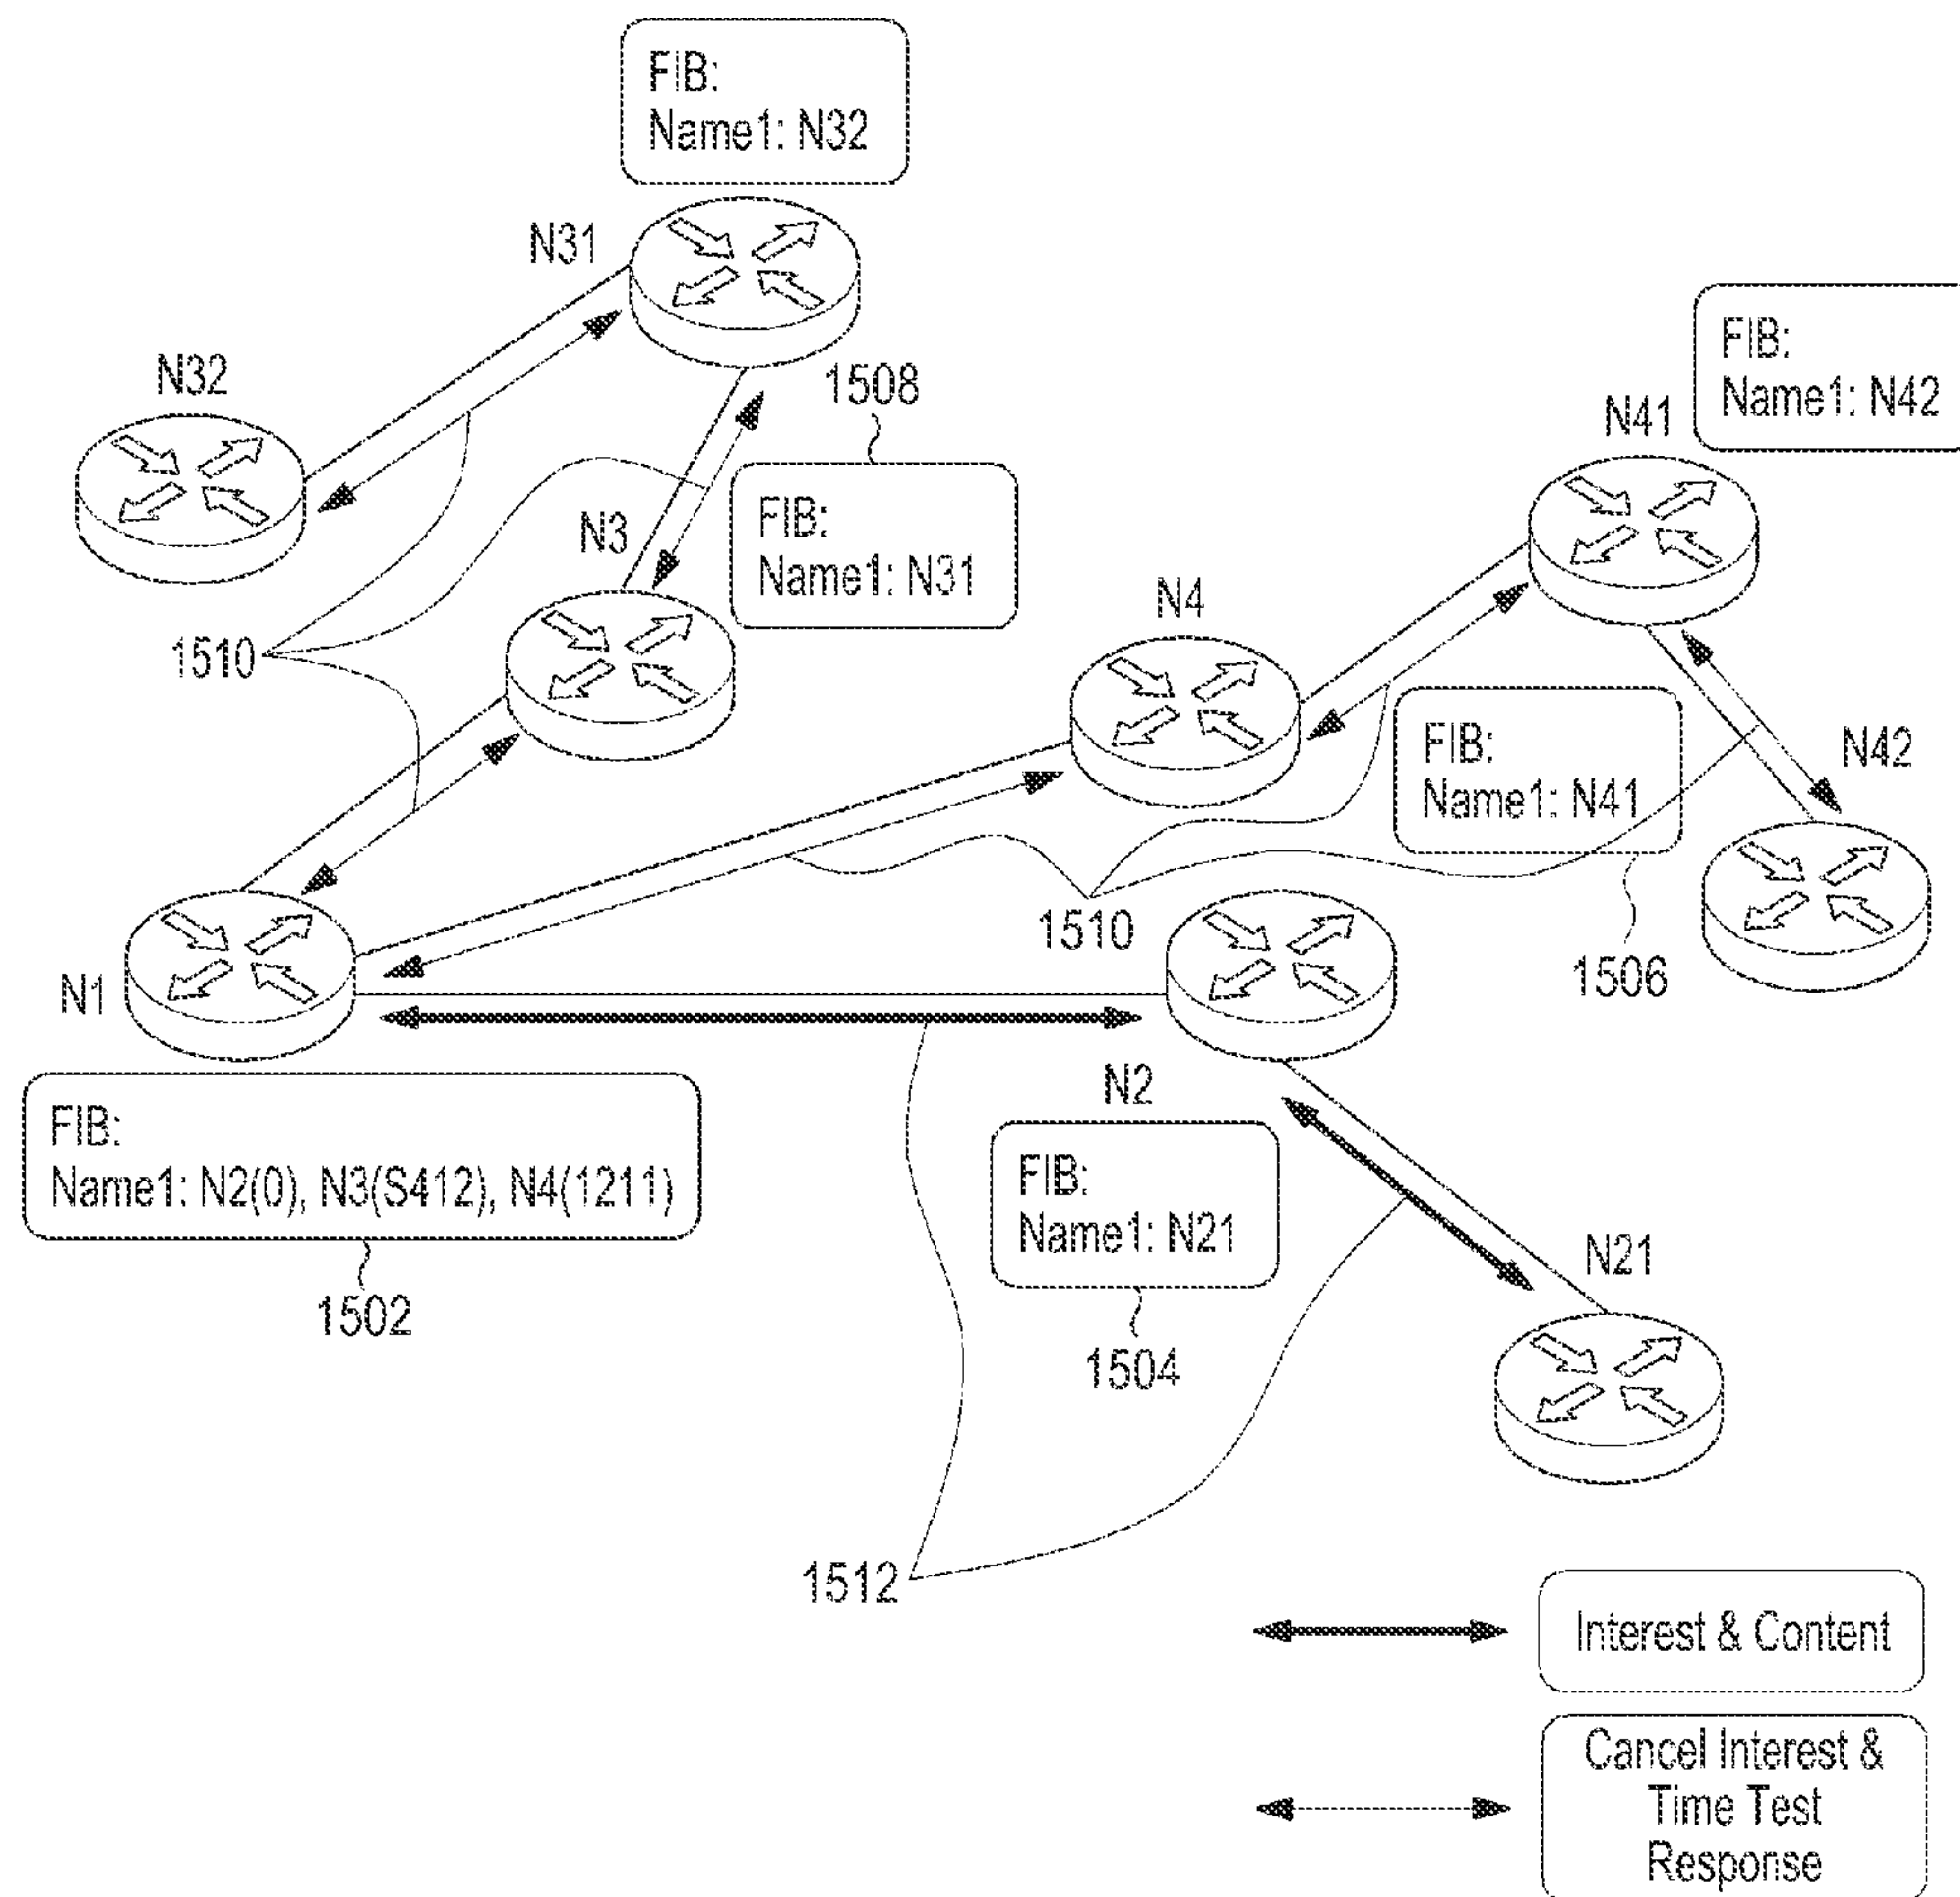 FIB:
Name1: N32
N31
N32
1508
FIB:
Name1: N31
N3
1510
FIB:
Name1: N42
N41
N4
FIB:
Name1: N41
N42
1510
1506
N1
FIB:
Name1: N2(0), N3(S412), N4(1211)
1502
N2
FIB:
Name1: N21
1504
N21
1512
Interest & Content
Cancel Interest &
Time Test
Response